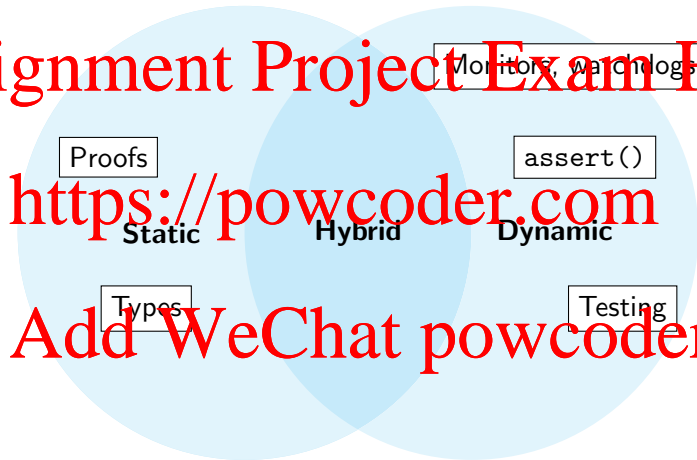 ignment Project Exam
Monitors, watchdogs
Proofs
assert()
https://powcoder.com
Static
Hybrid
Dynamic
Types
Testing
Add WeChat powcoder